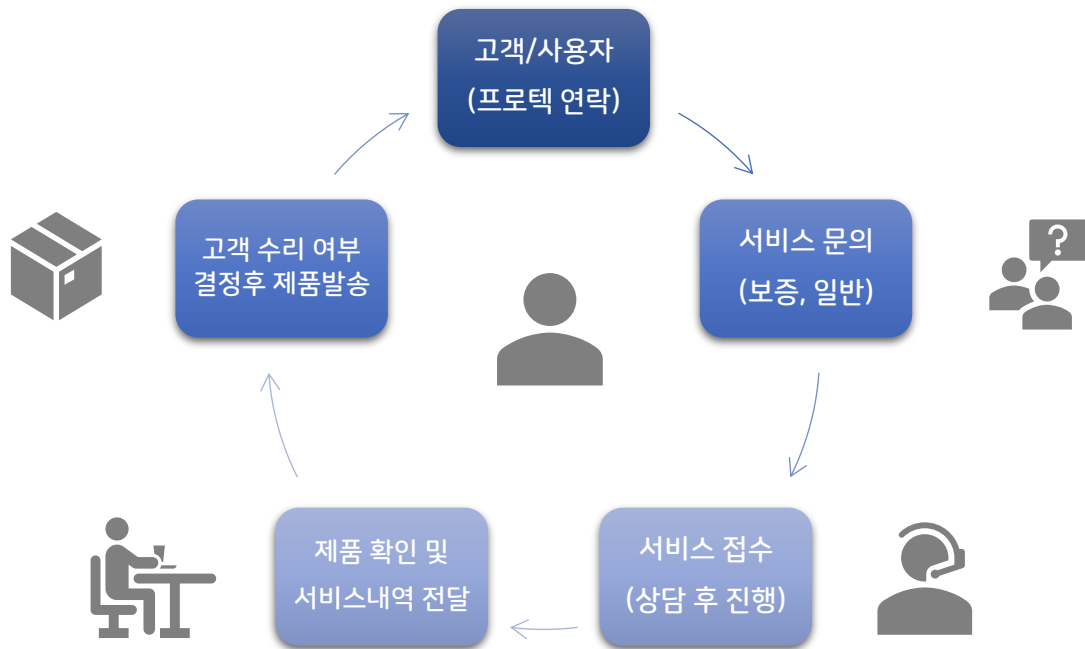 고객/사용자
(프로텍 연락)
서비스 문의
(보증, 일반)
서비스 접수
(상담 후 진행)
제품 확인 및
서비스내역 전달
고객 수리 여부
결정후 제품발송
?